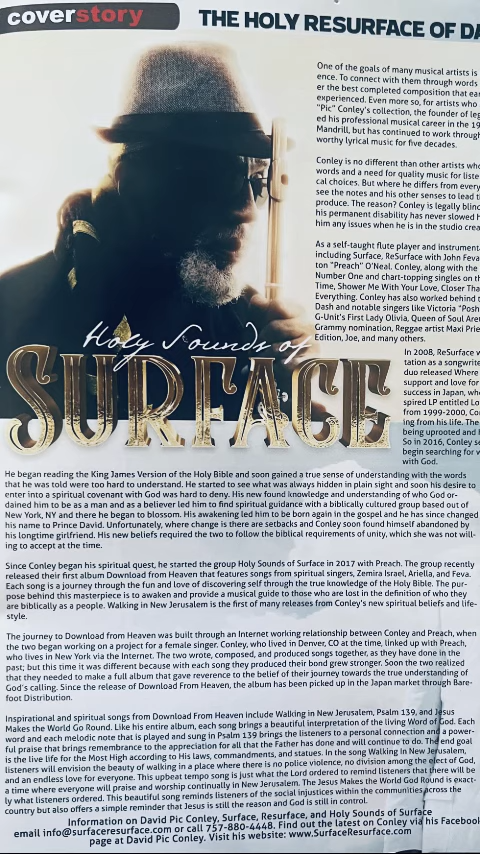 coverstory
THE HOLY RESURFACE OF DA
One of the goals of many musical artists is
ence. To connect with them through words
er the best completed composition that ear
experienced. Even more so, for artists who
"Pic" Conley's collection, the founder of leg
ed his professional musical career in the 19
Mandrill, but has continued to work through
worthy lyrical music for five decades.
Conley is no different than other artists who
words and a need for quality music for liste
cal choices. But where he differs from every
see the notes and his other senses to lead t
produce. The reason? Conley is legally blind
his permanent disability has never slowed h
him any issues when he is in the studio crea
As a self-taught flute player and instrument
including Surface, ReSurface with John Feva
ton "Preach" O'Neal. Conley, along with the
Number One and chart-topping singles on th
Time, Shower Me With Your Love, Closer Tha
Everything. Conley has also worked behind t
Dash and notable singers like Victoria "Posh
G-Unit's First Lady Olivia, Queen of Soul Aret
Grammy nomination, Reggae artist Maxi Prie
Edition, Joe, and many others.
Holy Sounds of
SURFACE
In 2008, ReSurface w
tation as a songwrite
duo released Where
support and love for
success in Japan, whe
spired LP entitled Lo
from 1999-2000, Co
ing from his life. The
being uprooted and l
So in 2016, Conley se
begin searching for w
with God.
He began reading the King James Version of the Holy Bible and soon gained a true sense of understanding with the words
that he was told were too hard to understand. He started to see what was always hidden in plain sight and soon his desire to
enter into a spiritual covenant with God was hard to deny. His new found knowledge and understanding of who God or-
dained him to be as a man and as a believer led him to find spiritual guidance with a biblically cultured group based out of
New York, NY and there he began to blossom. His awakening led him to be born again in the gospel and he has since changed
his name to Prince David. Unfortunately, where change is there are setbacks and Conley soon found himself abandoned by
his longtime girlfriend. His new beliefs required the two to follow the biblical requirements of unity, which she was not will-
ing to accept at the time.
Since Conley began his spiritual quest, he started the group Holy Sounds of Surface in 2017 with Preach. The group recently
released their first album Download from Heaven that features songs from spiritual singers, Zemira Israel, Ariella, and Feva.
Each song is a journey through the fun and love of discovering self through the true knowledge of the Holy Bible. The pur-
pose behind this masterpiece is to awaken and provide a musical guide to those who are lost in the definition of who they
are biblically as a people. Walking in New Jerusalem is the first of many releases from Conley's new spiritual beliefs and life-
style.
The journey to Download from Heaven was built through an Internet working relationship between Conley and Preach, when
the two began working on a project for a female singer. Conley, who lived in Denver, CO at the time, linked up with Preach,
who lives in New York via the Internet. The two wrote, composed, and produced songs together, as they have done in the
past; but this time it was different because with each song they produced their bond grew stronger. Soon the two realized
that they needed to make a full album that gave reverence to the belief of their journey towards the true understanding of
God's calling. Since the release of Download From Heaven, the album has been picked up in the Japan market through Bare-
foot Distribution.
Inspirational and spiritual songs from Download From Heaven include Walking in New Jerusalem, Psalm 139, and Jesus
Makes the World Go Round. Like his entire album, each song brings a beautiful interpretation of the living Word of God. Each
word and each melodic note that is played and sung in Psalm 139 brings the listeners to a personal connection and a power-
ful praise that brings remembrance to the appreciation for all that the Father has done and will continue to do. The end goal
is the live life for the Most High according to His laws, commandments, and statues. In the song Walking in New Jerusalem,
listeners will envision the beauty of walking in a place where there is no police violence, no division among the elect of God,
and an endless love for everyone. This upbeat tempo song is just what the Lord ordered to remind listeners that there will be
a time where everyone will praise and worship continually in New Jerusalem. The Jesus Makes the World God Round is exact-
ly what listeners ordered. This beautiful song reminds listeners of the social injustices within the communities across the
country but also offers a simple reminder that Jesus is still the reason and God is still in control.
Information on David Pic Conley, Surface, Resurface, and Holy Sounds of Surface
email info@surfaceresurface.com or call 757-880-4448. Find out the latest on Conley via his Facebook
page at David Pic Conley. Visit his website: www.SurfaceResurface.com